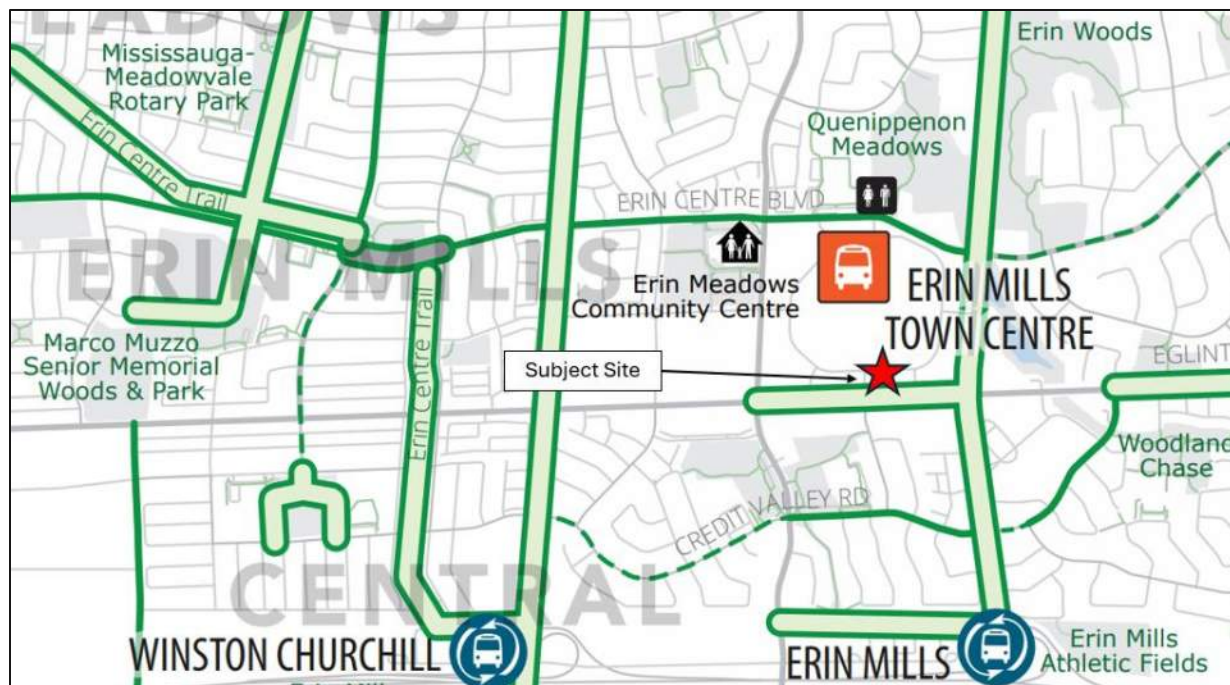 Mississauga-
Meadowvale
Rotary Park
Erin Woods
Quenippenon
Meadows
Erin Centre Trail
ERIN CENTRE BLVD
ERIN MILLS
Erin Meadows
Community Centre
ERIN MILLS
TOWN CENTRE
Marco Muzzo
Senior Memorial
Woods & Park
Erin Centre Trail
Subject Site
Woodland
Chase
CREDIT VALLEY RD
CENTRAL
WINSTON CHURCHILL
ERIN MILLS
Erin Mills
Athletic Fields